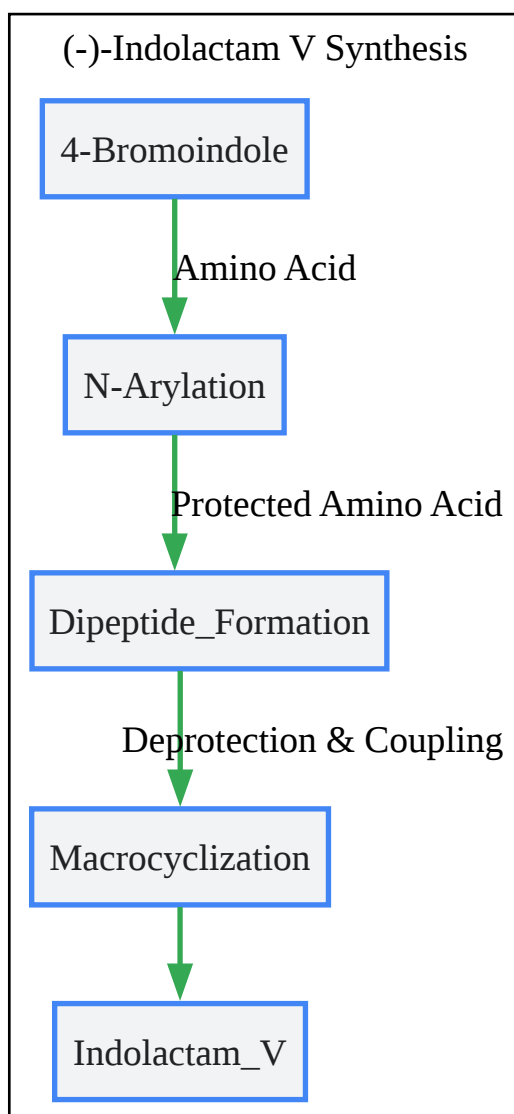 (-)-Indolactam V Synthesis
4-Bromoindole
Amino Acid
N-Arylation
Protected Amino Acid
Dipeptide_Formation
Deprotection & Coupling
Macrocyclization
Indolactam_V